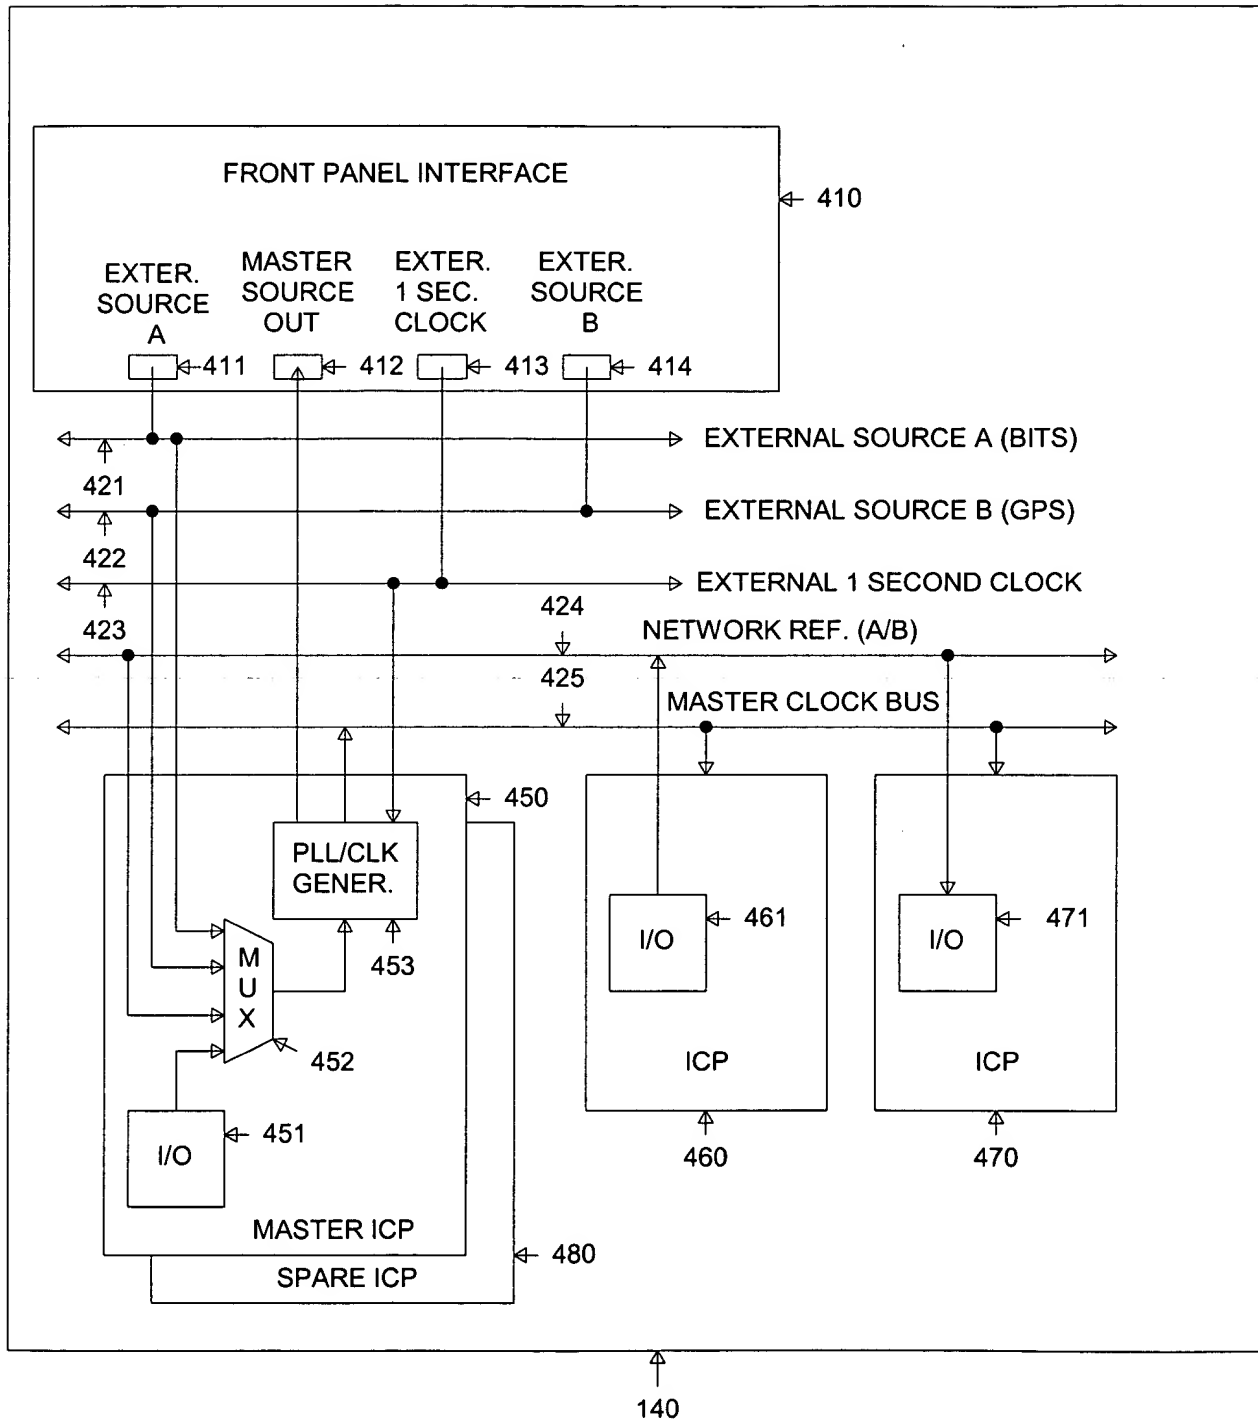 FRONT PANEL INTERFACE
410
EXTER.
SOURCE
A
MASTER
SOURCE
OUT
EXTER.
1 SEC.
CLOCK
EXTER.
SOURCE
B
411
412
413
414
EXTERNAL SOURCE A (BITS)
421
EXTERNAL SOURCE B (GPS)
422
EXTERNAL 1 SECOND CLOCK
423
424
NETWORK REF. (A/B)
425
MASTER CLOCK BUS
450
PLL/CLK
GENER.
453
M
U
X
452
I/O
451
MASTER ICP
SPARE ICP
480
I/O
461
ICP
460
I/O
471
ICP
470
140